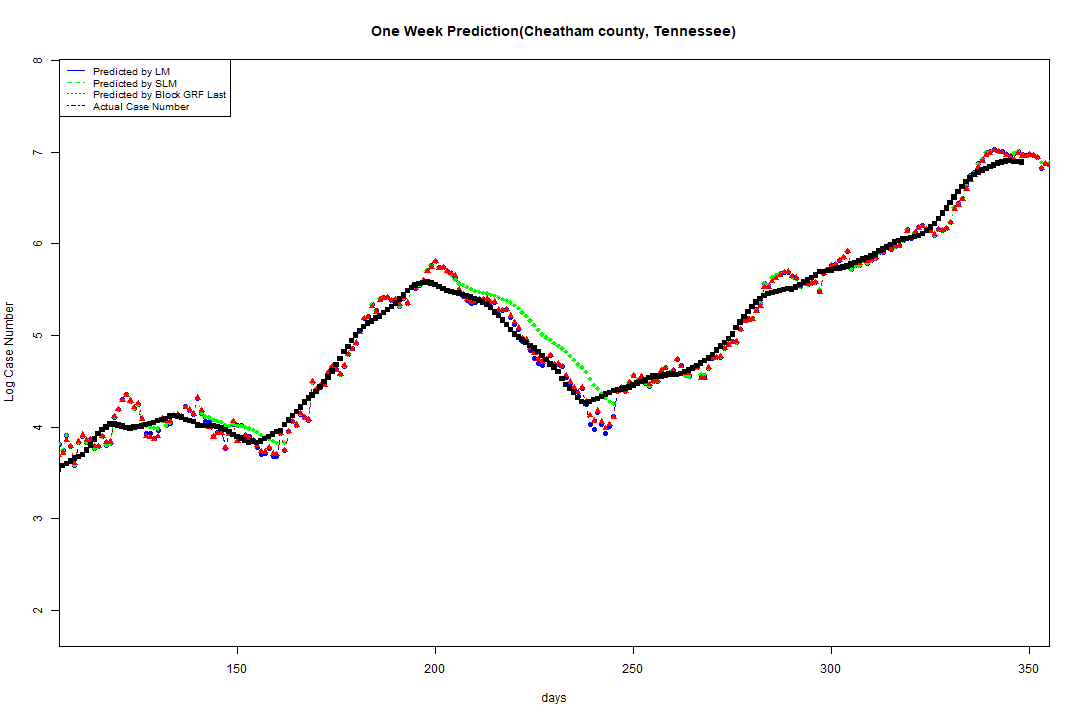 One Week Prediction(Cheatham county, Tennessee)
Predicted by LM
Predicted by SLM
Predicted by Block GRF Last
Actual Case Number
8
7
6
5
4
3
2
Log Case Number
150
200
250
300
350
days